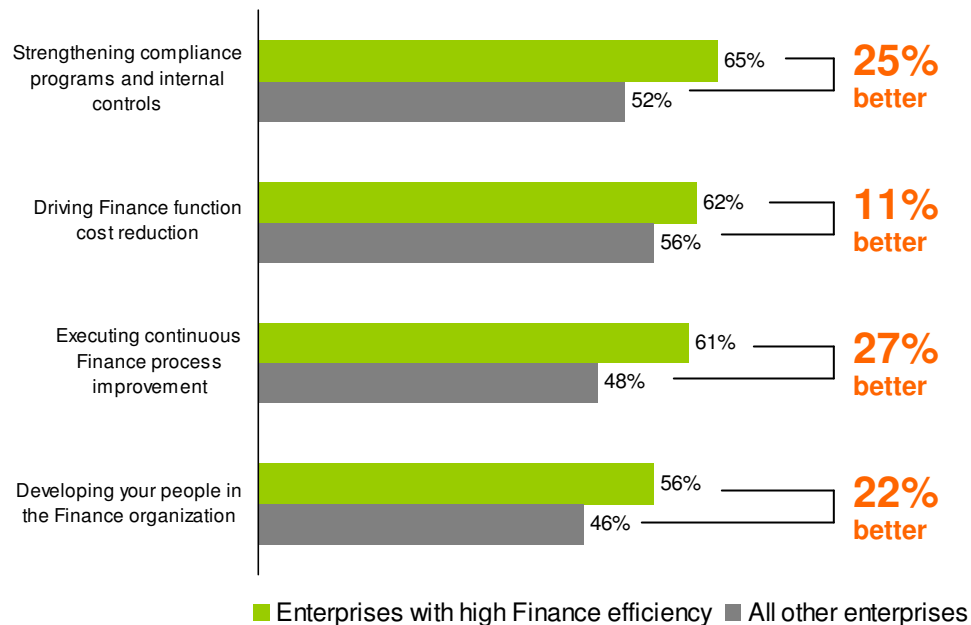 Strengthening compliance
programs and internal
controls
65%
52%
25%
better
Driving Finance function
cost reduction
62%
56%
11%
better
Executing continuous
Finance process
improvement
61%
48%
27%
better
Developing your people in
the Finance organization
56%
46%
22%
better
Enterprises with high Finance efficiency
All other enterprises